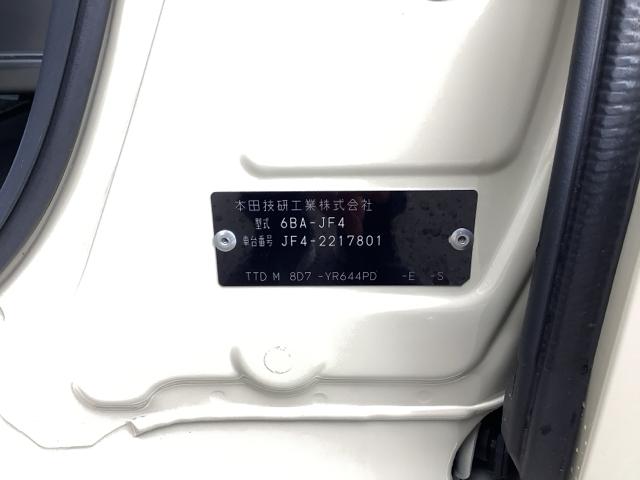 本田技研工業株式会社
型式 6BA-JF4
車台番号 JF4-2217801
TTD M 8D7 -YR644PD -E -S